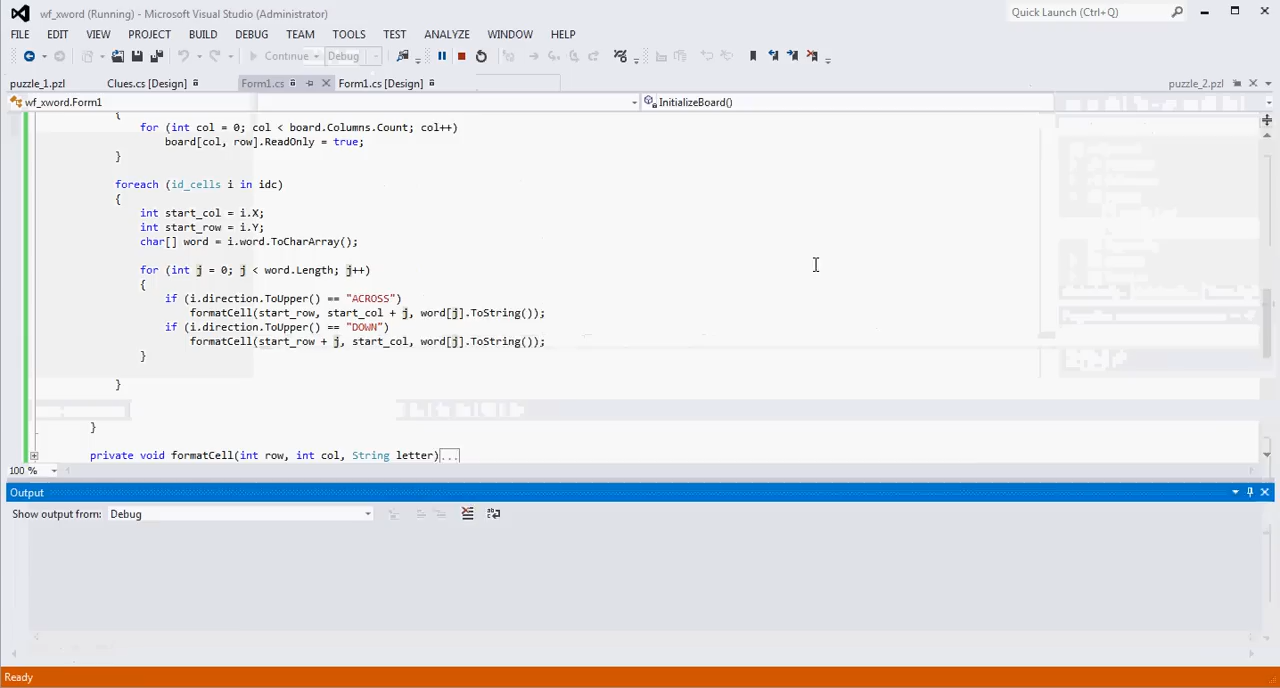 wf_xword (Running) - Microsoft Visual Studio (Administrator)
Quick Launch (Ctrl+Q)
FILE EDIT VIEW PROJECT BUILD DEBUG TEAM TOOLS TEST ANALYZE WINDOW HELP
Continue Debug
puzzle_1.pzl Clues.cs [Design] Form1.cs Form1.cs [Design] puzzle_2.pzl
wf_xword.Form1 InitializeBoard()
{
for (int col = 0; col < board.Columns.Count; col++)
board[col, row].ReadOnly = true;
}
foreach (id_cells i in idc)
{
int start_col = i.X;
int start_row = i.Y;
char[] word = i.word.ToCharArray();
for (int j = 0; j < word.Length; j++)
{
if (i.direction.ToUpper() == "ACROSS")
formatCell(start_row, start_col + j, word[j].ToString());
if (i.direction.ToUpper() == "DOWN")
formatCell(start_row + j, start_col, word[j].ToString());
}
}
}
private void formatCell(int row, int col, String letter)...
100 %
Output
Show output from: Debug
Ready